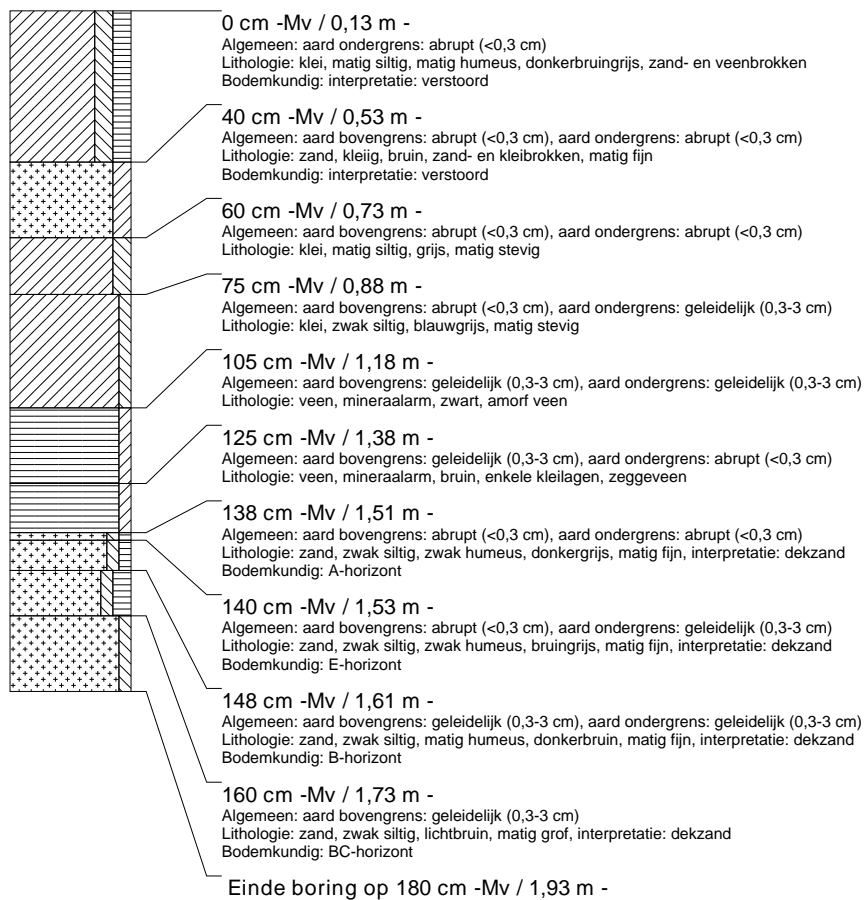 0 cm -Mv / 0,13 m -
Algemeen: aard ondergrens: abrupt (<0,3 cm)
Lithologie: klei, matig siltig, matig humeus, donkerbruingrijs, zand- en veenbrokken
Bodemkundig: interpretatie: verstoord
40 cm -Mv / 0,53 m -
Algemeen: aard bovengrens: abrupt (<0,3 cm), aard ondergrens: abrupt (<0,3 cm)
Lithologie: zand, kleiig, bruin, zand- en kleibrokken, matig fijn
Bodemkundig: interpretatie: verstoord
60 cm -Mv / 0,73 m -
Algemeen: aard bovengrens: abrupt (<0,3 cm), aard ondergrens: abrupt (<0,3 cm)
Lithologie: klei, matig siltig, grijs, matig stevig
75 cm -Mv / 0,88 m -
Algemeen: aard bovengrens: abrupt (<0,3 cm), aard ondergrens: geleidelijk (0,3-3 cm)
Lithologie: klei, zwak siltig, blauwgrijs, matig stevig
105 cm -Mv / 1,18 m -
Algemeen: aard bovengrens: geleidelijk (0,3-3 cm), aard ondergrens: geleidelijk (0,3-3 cm)
Lithologie: veen, mineraalarm, zwart, amorf veen
125 cm -Mv / 1,38 m -
Algemeen: aard bovengrens: geleidelijk (0,3-3 cm), aard ondergrens: abrupt (<0,3 cm)
Lithologie: veen, mineraalarm, bruin, enkele kleilagen, zeggeveen
138 cm -Mv / 1,51 m -
Algemeen: aard bovengrens: abrupt (<0,3 cm), aard ondergrens: abrupt (<0,3 cm)
Lithologie: zand, zwak siltig, zwak humeus, donkergrijs, matig fijn, interpretatie: dekzand
Bodemkundig: A-horizont
140 cm -Mv / 1,53 m -
Algemeen: aard bovengrens: abrupt (<0,3 cm), aard ondergrens: geleidelijk (0,3-3 cm)
Lithologie: zand, zwak siltig, zwak humeus, bruingrijs, matig fijn, interpretatie: dekzand
Bodemkundig: E-horizont
148 cm -Mv / 1,61 m -
Algemeen: aard bovengrens: geleidelijk (0,3-3 cm), aard ondergrens: geleidelijk (0,3-3 cm)
Lithologie: zand, zwak siltig, matig humeus, donkerbruin, matig fijn, interpretatie: dekzand
Bodemkundig: B-horizont
160 cm -Mv / 1,73 m -
Algemeen: aard bovengrens: geleidelijk (0,3-3 cm)
Lithologie: zand, zwak siltig, lichtbruin, matig grof, interpretatie: dekzand
Bodemkundig: BC-horizont
Einde boring op 180 cm -Mv / 1,93 m -